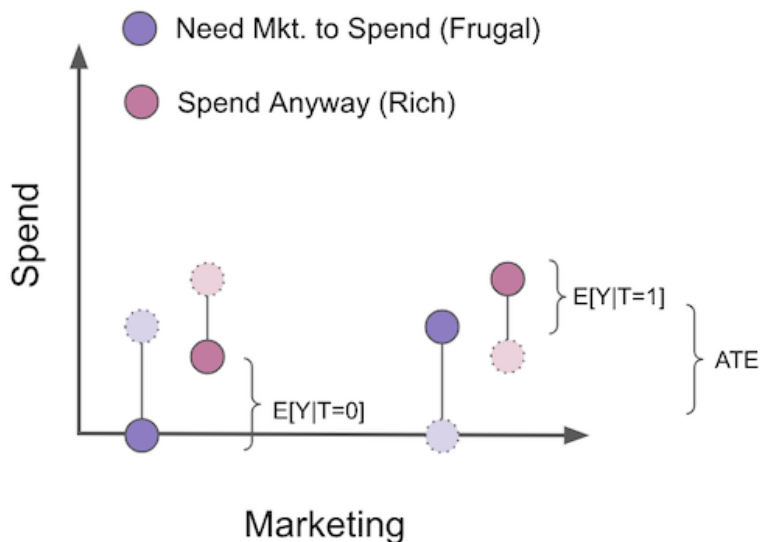 Need Mkt. to Spend (Frugal)
Spend Anyway (Rich)
Spend
E[Y|T=1]
ATE
E[Y|T=0]
Marketing